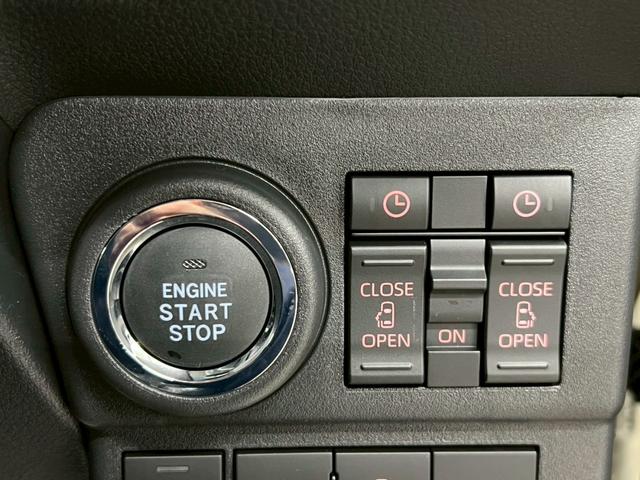 ENGINE
START
STOP
CLOSE
OPEN
ON
CLOSE
OPEN